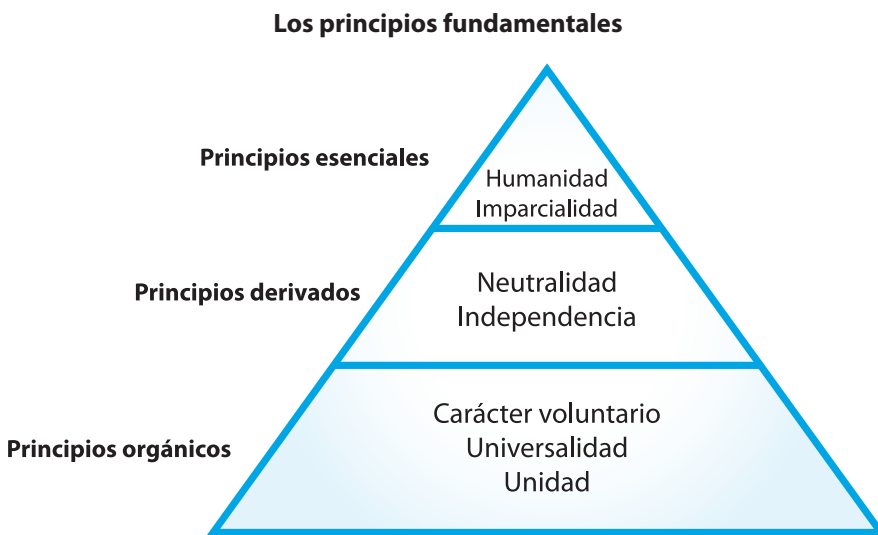 Los principios fundamentales
Principios esenciales
Humanidad
Imparcialidad
Principios derivados
Neutralidad
Independencia
Principios orgánicos
Carácter voluntario
Universalidad
Unidad